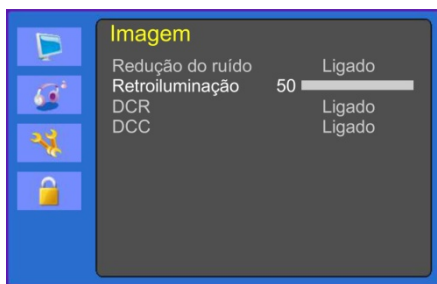 Imagem
Redução do ruído Ligado
Retroiluminação 50
DCR Ligado
DCC Ligado